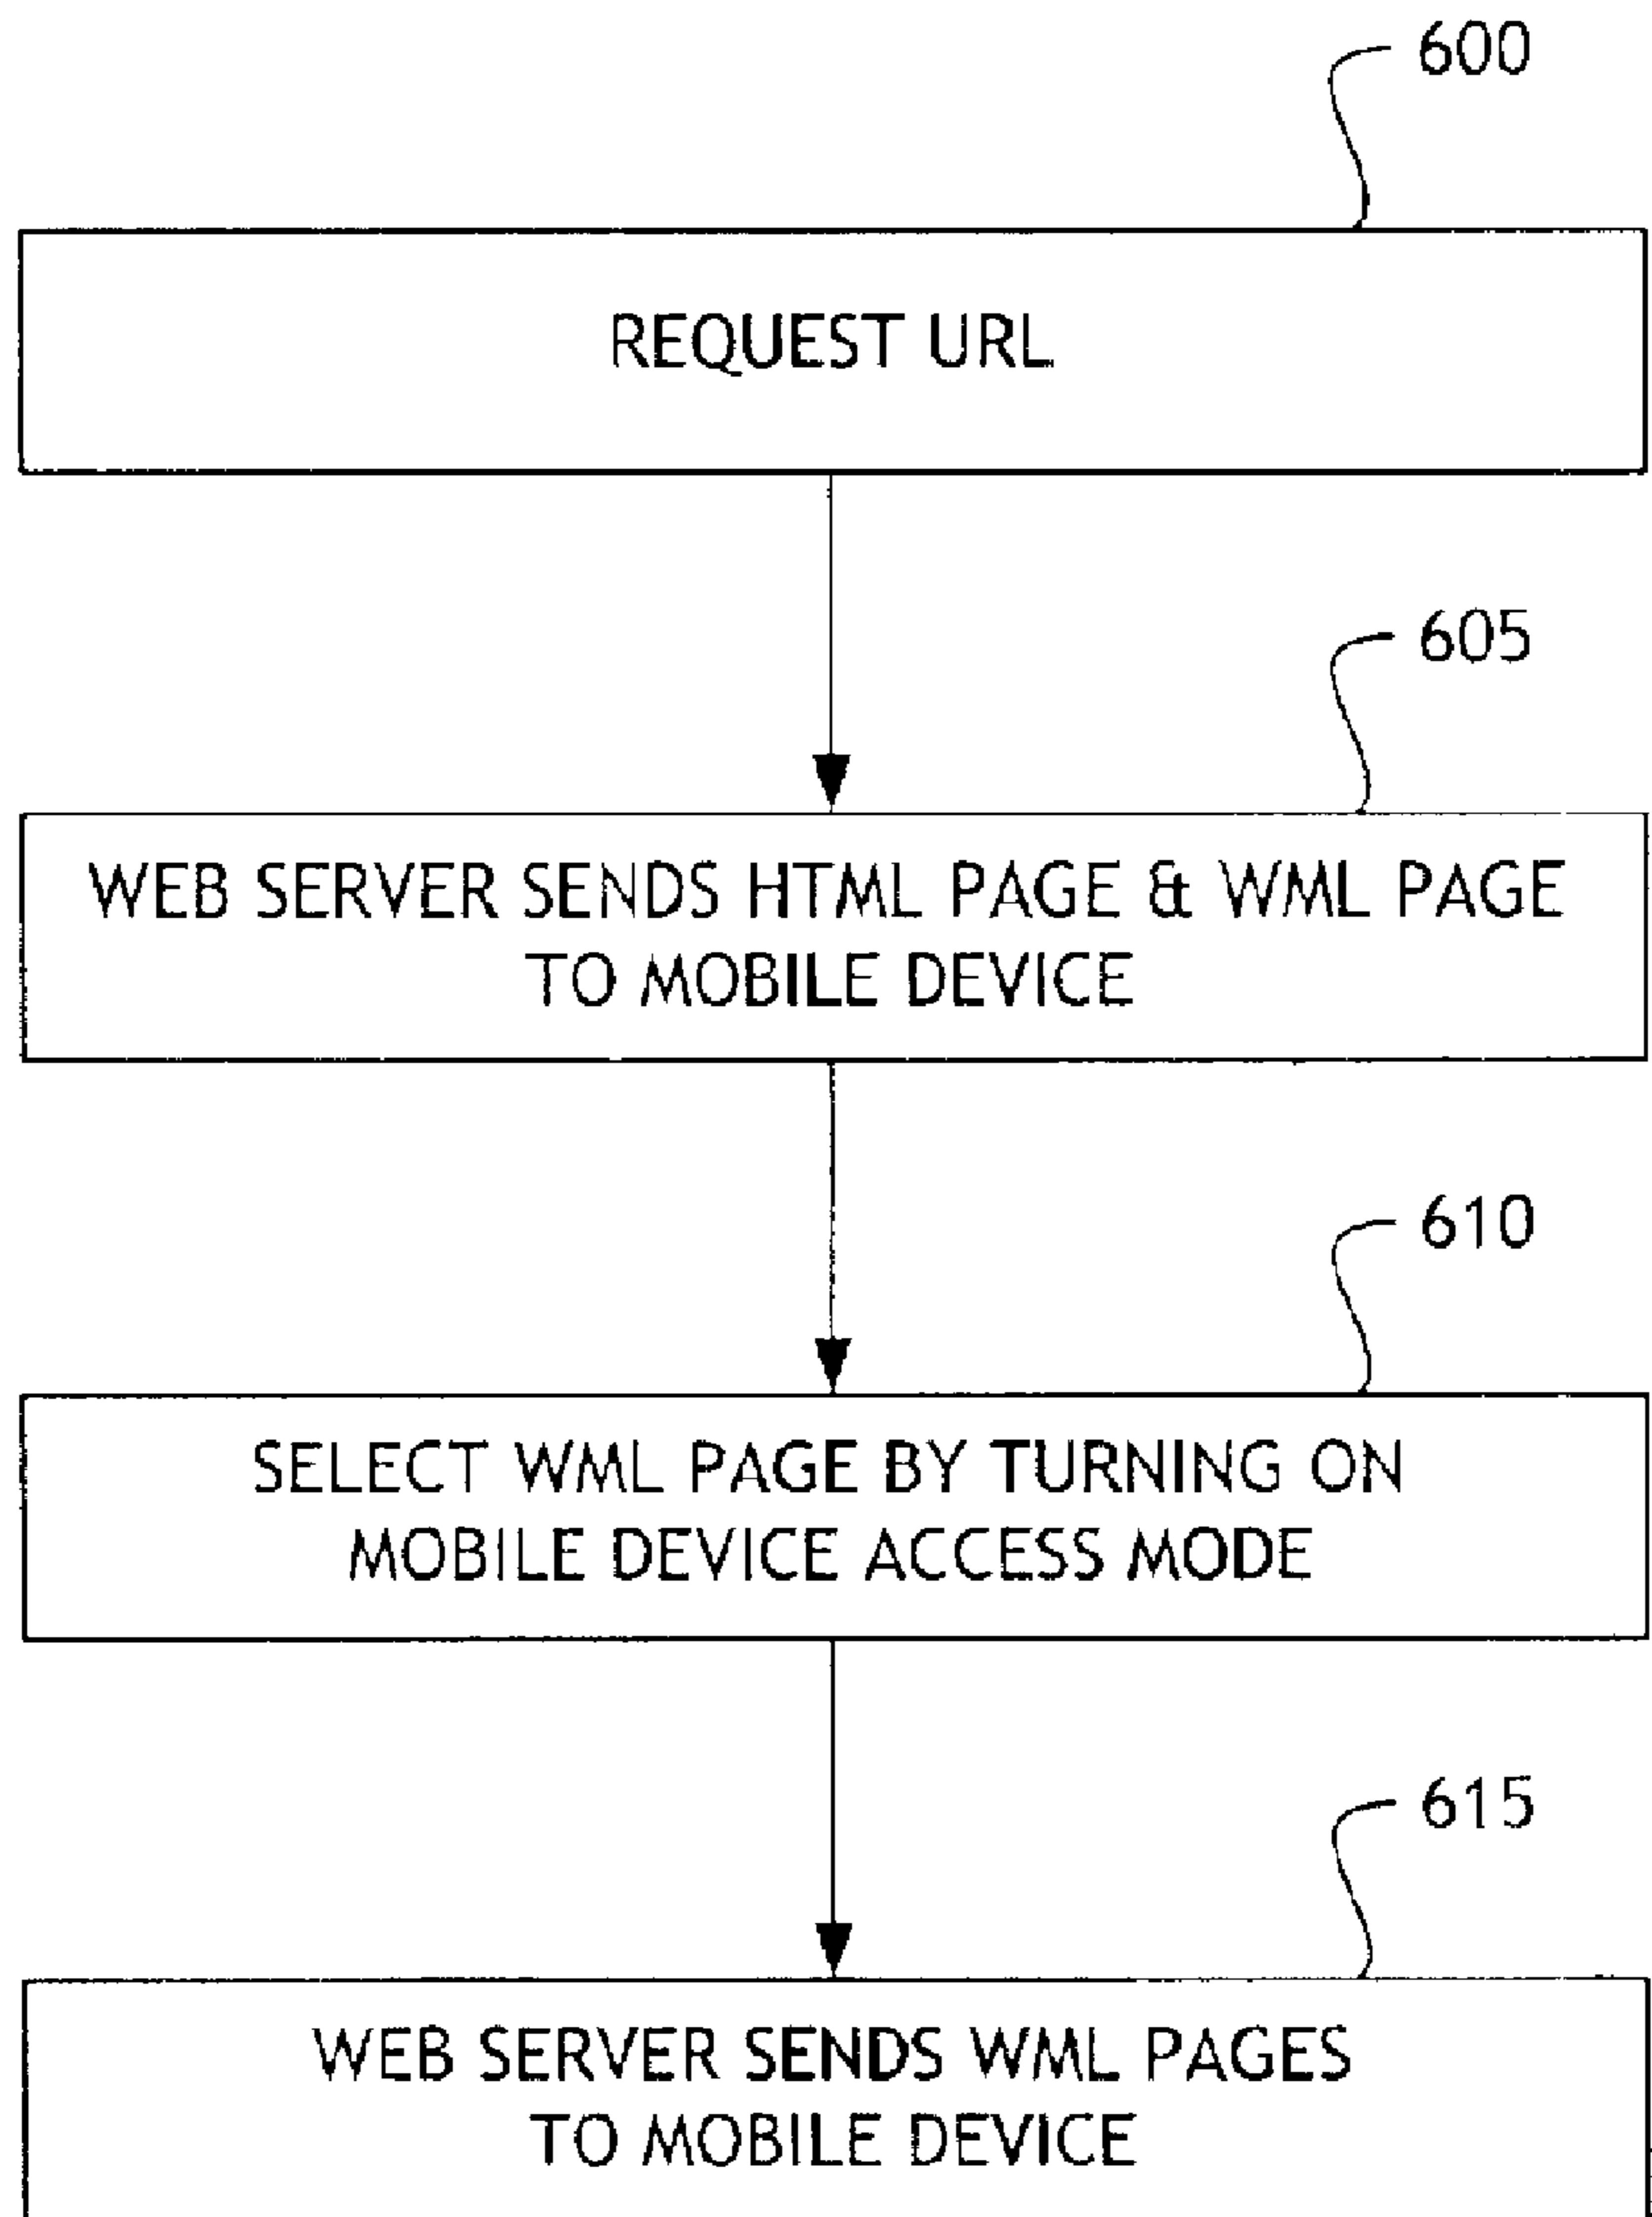 600
REQUEST URL
605
WEB SERVER SENDS HTML PAGE & WML PAGE
TO MOBILE DEVICE
610
SELECT WML PAGE BY TURNING ON
MOBILE DEVICE ACCESS MODE
615
WEB SERVER SENDS WML PAGES
TO MOBILE DEVICE